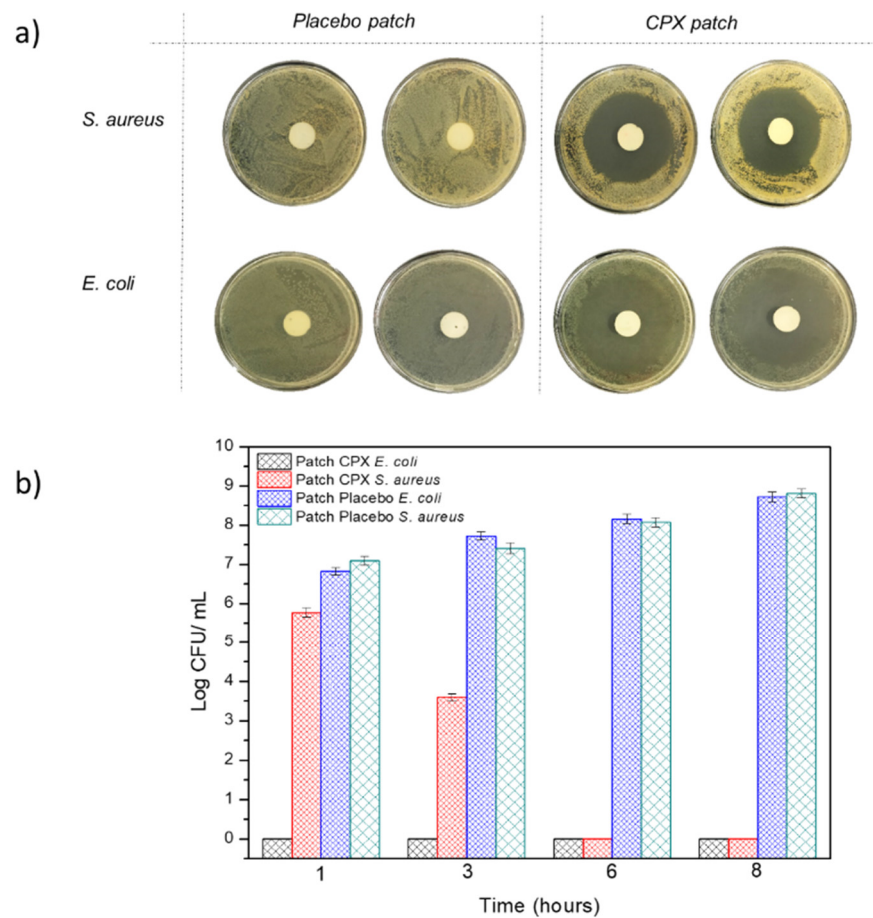 a)
Placebo patch
CPX patch
S. aureus
E. coli
b)
10
9
8
7
6
5
4
3
2
1
0
Log CFU/ mL
Patch CPX E. coli
Patch CPX S. aureus
Patch Placebo E. coli
Patch Placebo S. aureus
1
3
6
8
Time (hours)